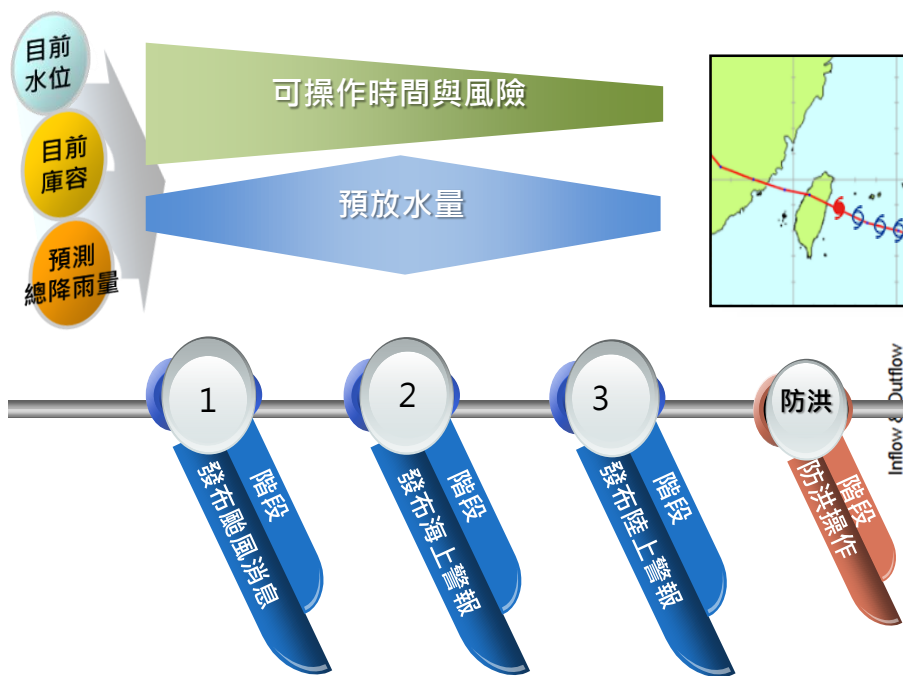 目前
水位
目前
庫容
預測
總降雨量
可操作時間與風險
預放水量
1
2
3
防洪
發布颱風消息
階段
發布海上警報
階段
發布陸上警報
階段
防洪操作
階段
Inflow & Outflow